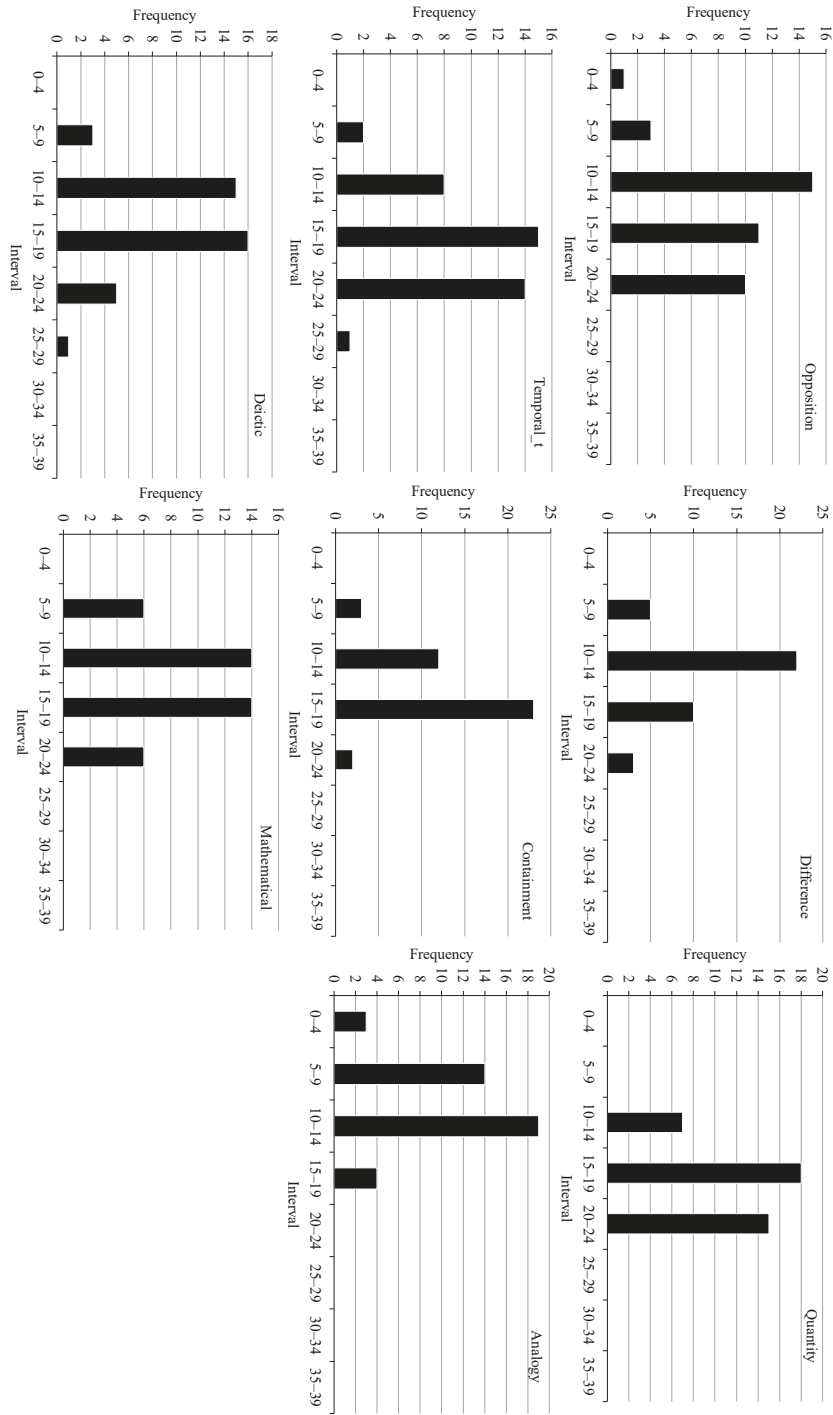 Opposition
Frequency
16
14
12
10
8
6
4
2
0
0–4 5–9 10–14 15–19 20–24 25–29 30–34 35–39
Interval
Difference
Frequency
25
20
15
10
5
0
0–4 5–9 10–14 15–19 20–24 25–29 30–34 35–39
Interval
Quantity
Frequency
20
18
16
14
12
10
8
6
4
2
0
0–4 5–9 10–14 15–19 20–24 25–29 30–34 35–39
Interval
Temporal_t
Frequency
16
14
12
10
8
6
4
2
0
0–4 5–9 10–14 15–19 20–24 25–29 30–34 35–39
Interval
Containment
Frequency
25
20
15
10
5
0
0–4 5–9 10–14 15–19 20–24 25–29 30–34 35–39
Interval
Analogy
Frequency
20
18
16
14
12
10
8
6
4
2
0
0–4 5–9 10–14 15–19 20–24 25–29 30–34 35–39
Interval
Deictic
Frequency
18
16
14
12
10
8
6
4
2
0
0–4 5–9 10–14 15–19 20–24 25–29 30–34 35–39
Interval
Mathematical
Frequency
16
14
12
10
8
6
4
2
0
0–4 5–9 10–14 15–19 20–24 25–29 30–34 35–39
Interval